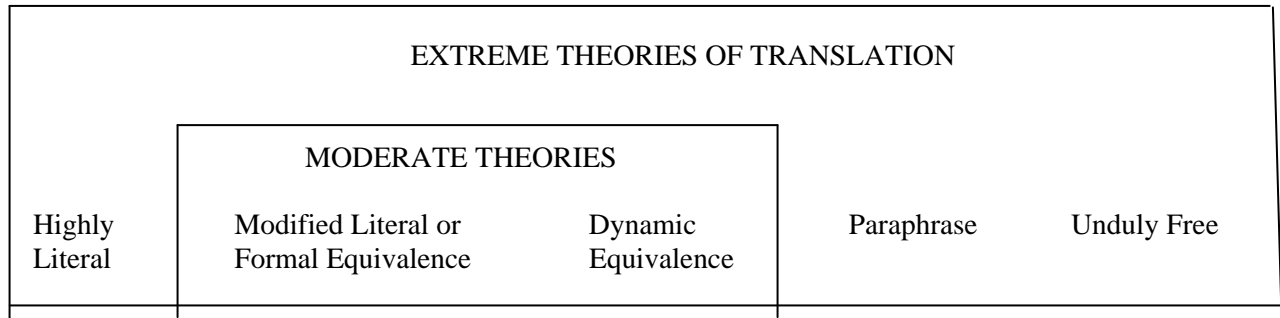 EXTREME THEORIES OF TRANSLATION
MODERATE THEORIES
Highly
Literal
Modified Literal or
Formal Equivalence
Dynamic
Equivalence
Paraphrase
Unduly Free